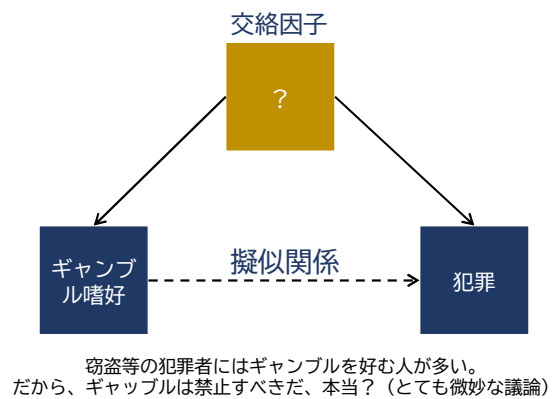 交絡因子
？
ギャンブ
ル嗜好
擬似関係
犯罪
窃盗等の犯罪者にはギャンブルを好む人が多い。
だから、ギャッブルは禁止すべきだ、本当？（とても微妙な議論）